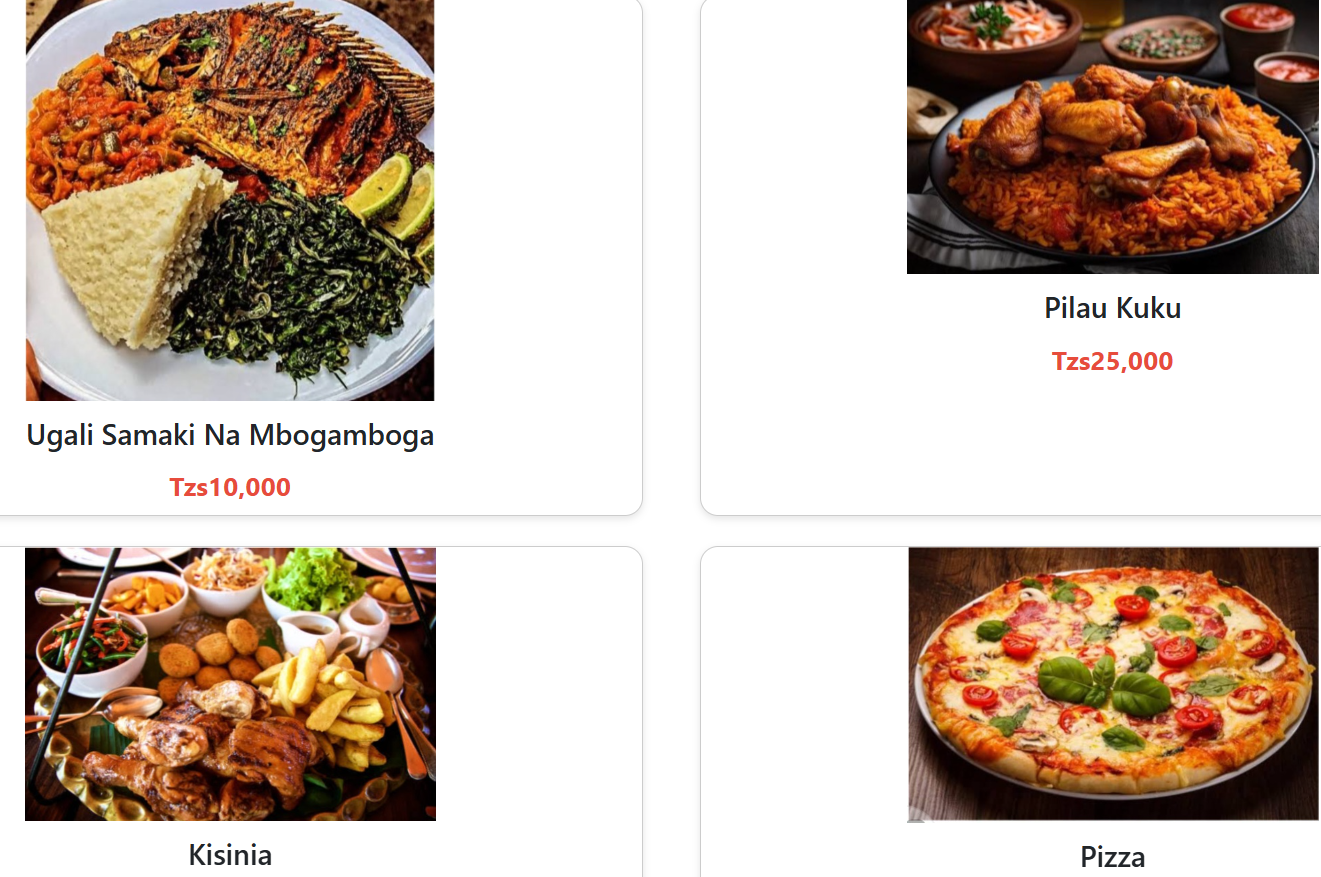 Ugali Samaki Na Mbogamboga
Tzs10,000
Pilau Kuku
Tzs25,000
Kisinia
Pizza